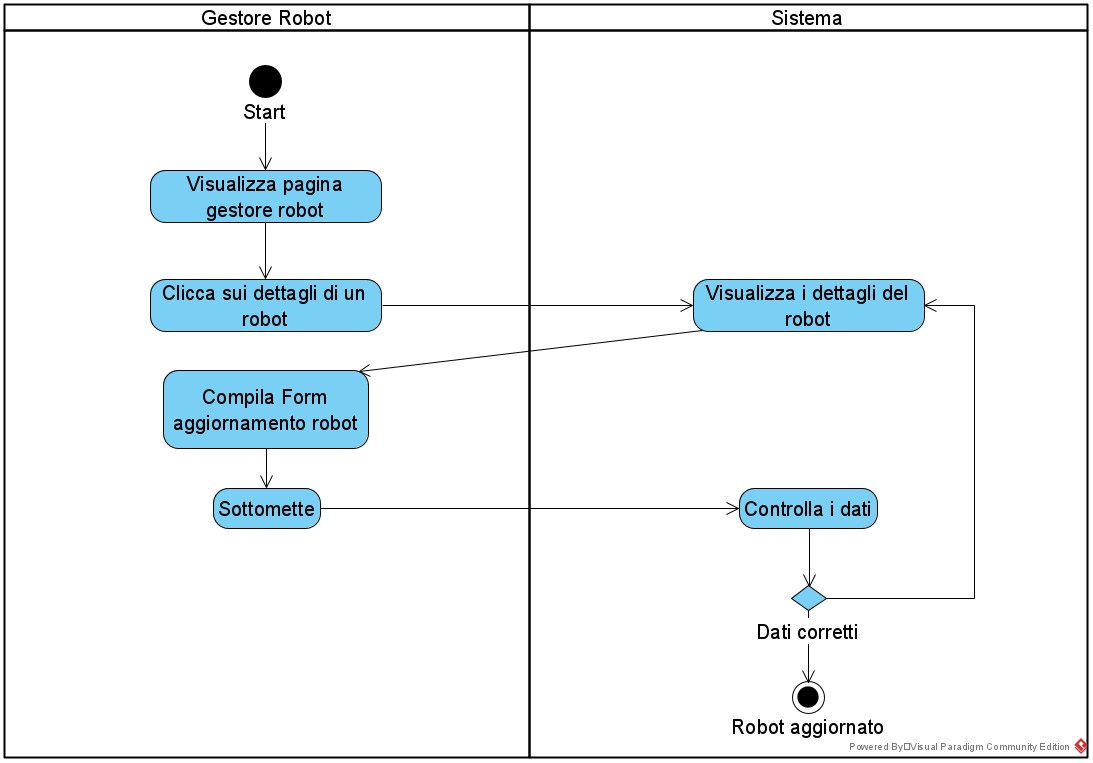 Gestore Robot
Sistema
Start
Visualizza pagina
gestore robot
Clicca sui dettagli di un
robot
Visualizza i dettagli del
robot
Compila Form
aggiornamento robot
Sottomette
Controlla i dati
Dati corretti
Robot aggiornato
Powered By Visual Paradigm Community Edition